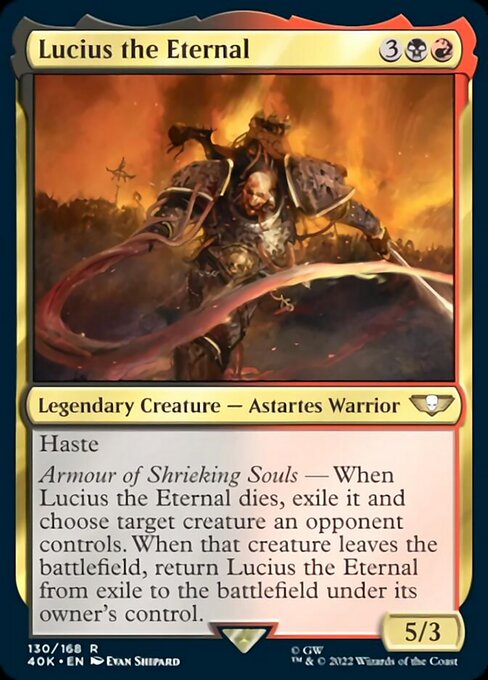 Lucius the Eternal 3
Legendary Creature — Astartes Warrior
Haste
Armour of Shrieking Souls — When
Lucius the Eternal dies, exile it and
choose target creature an opponent
controls. When that creature leaves the
battlefield, return Lucius the Eternal
from exile to the battlefield under its
owner's control.
5/3
130/168 R
40K • EN Evan Shipard
© GW
™ & © 2022 Wizards of the Coast